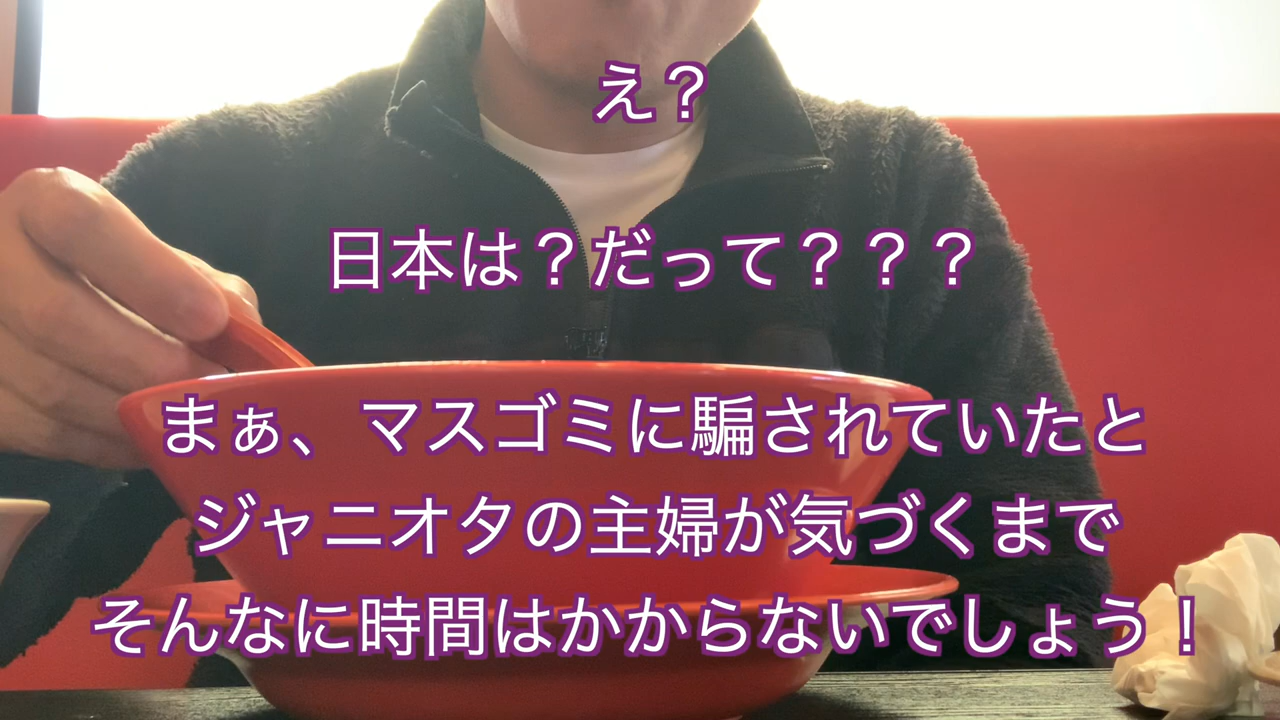 え？
日本は？だって？？？
まぁ、マスゴミに騙されていたと
ジャニオタの主婦が気づくまで
そんなに時間はかからないでしょう！